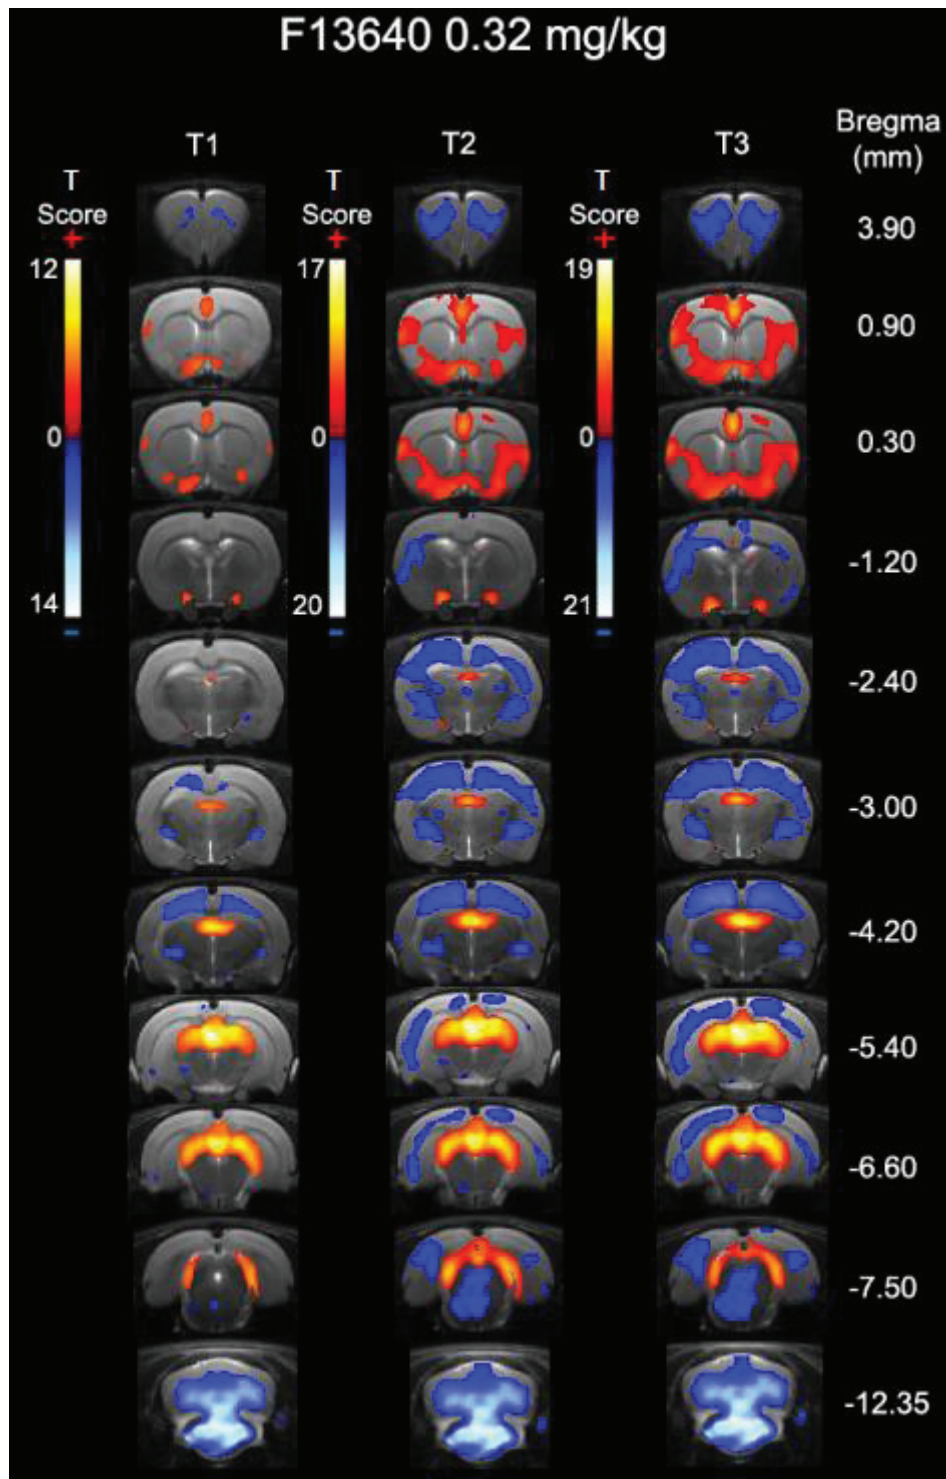 F13640 0.32 mg/kg
T1 T2 T3 Bregma
(mm)
T T T
Score Score Score
+ + +
3.90
12 17 19
0.90
0 0 0
0.30
-1.20
14 20 21
- - -
-2.40
-3.00
-4.20
-5.40
-6.60
-7.50
-12.35